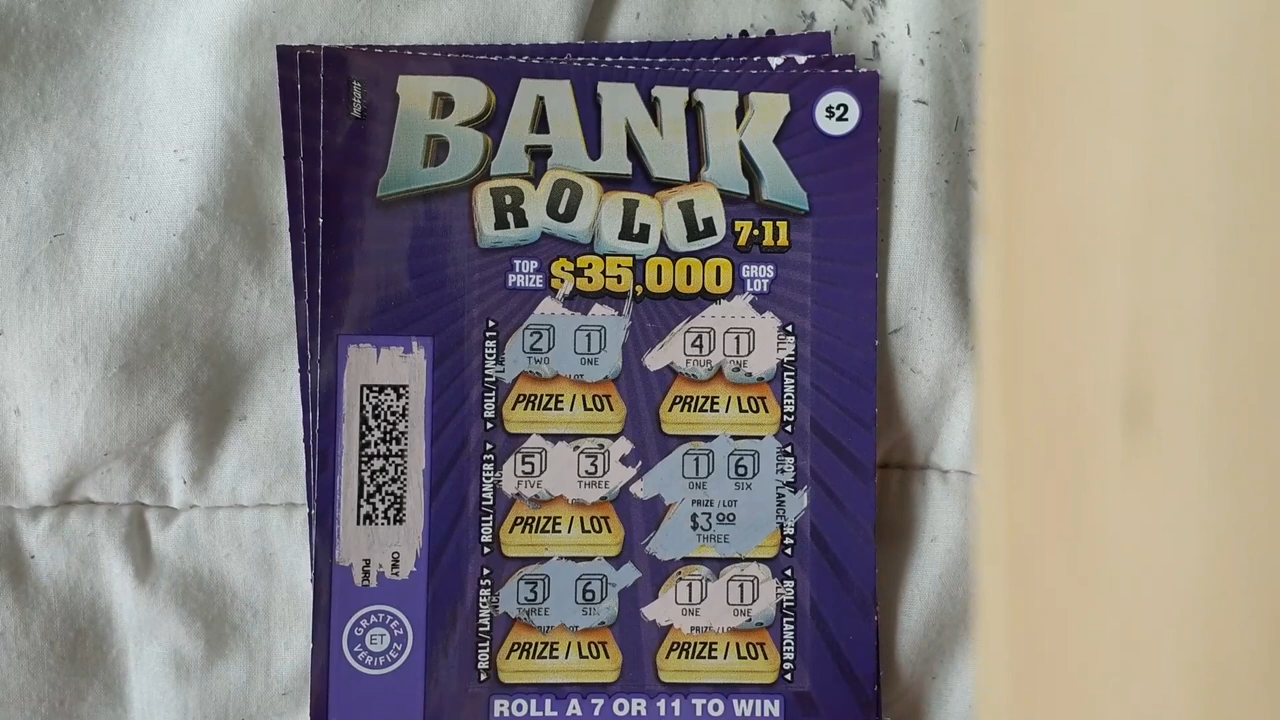 Instant
BANK
$2
ROLL
7·11
TOP PRIZE
$35,000
GROS LOT
ROLL / LANCER 1
2 1
TWO ONE
PRIZE / LOT
4 1
FOUR ONE
PRIZE / LOT
ROLL / LANCER 2
ROLL / LANCER 3
5 3
FIVE THREE
PRIZE / LOT
1 6
ONE SIX
PRIZE / LOT
$3.00
THREE
ROLL / LANCER 4
ROLL / LANCER 5
3 6
THREE SIX
PRIZE / LOT
1 1
ONE ONE
PRIZE / LOT
ROLL / LANCER 6
ONLY
GRATTEZ
ET
VÉRIFIEZ
ROLL A 7 OR 11 TO WIN